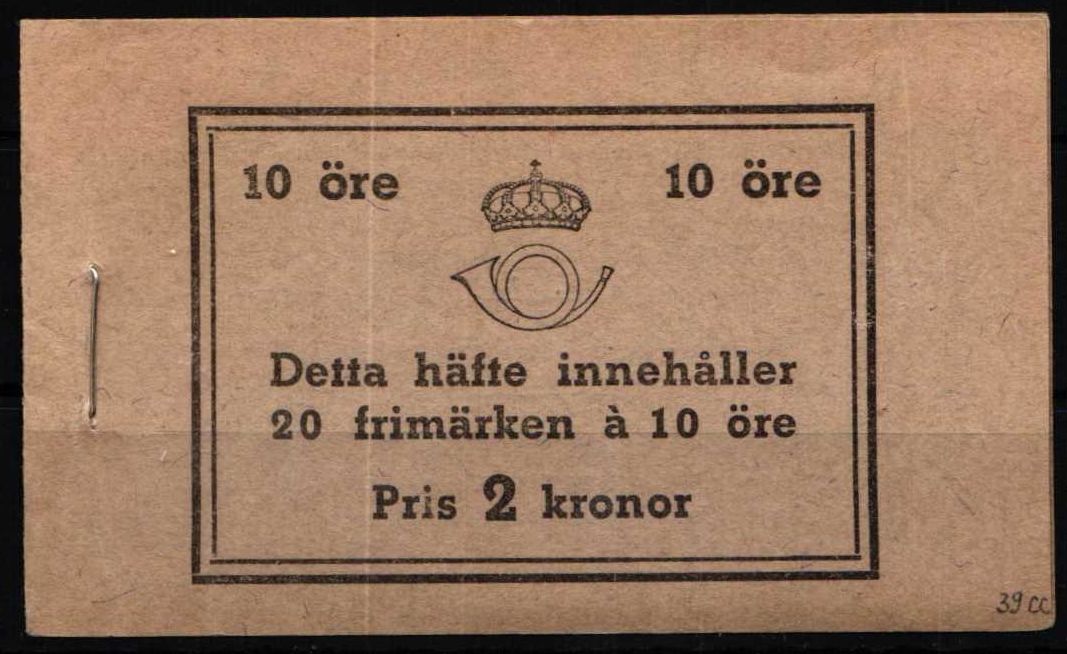 10 öre 10 öre
Detta häfte innehåller
20 frimärken à 10 öre
Pris 2 kronor
39 cc